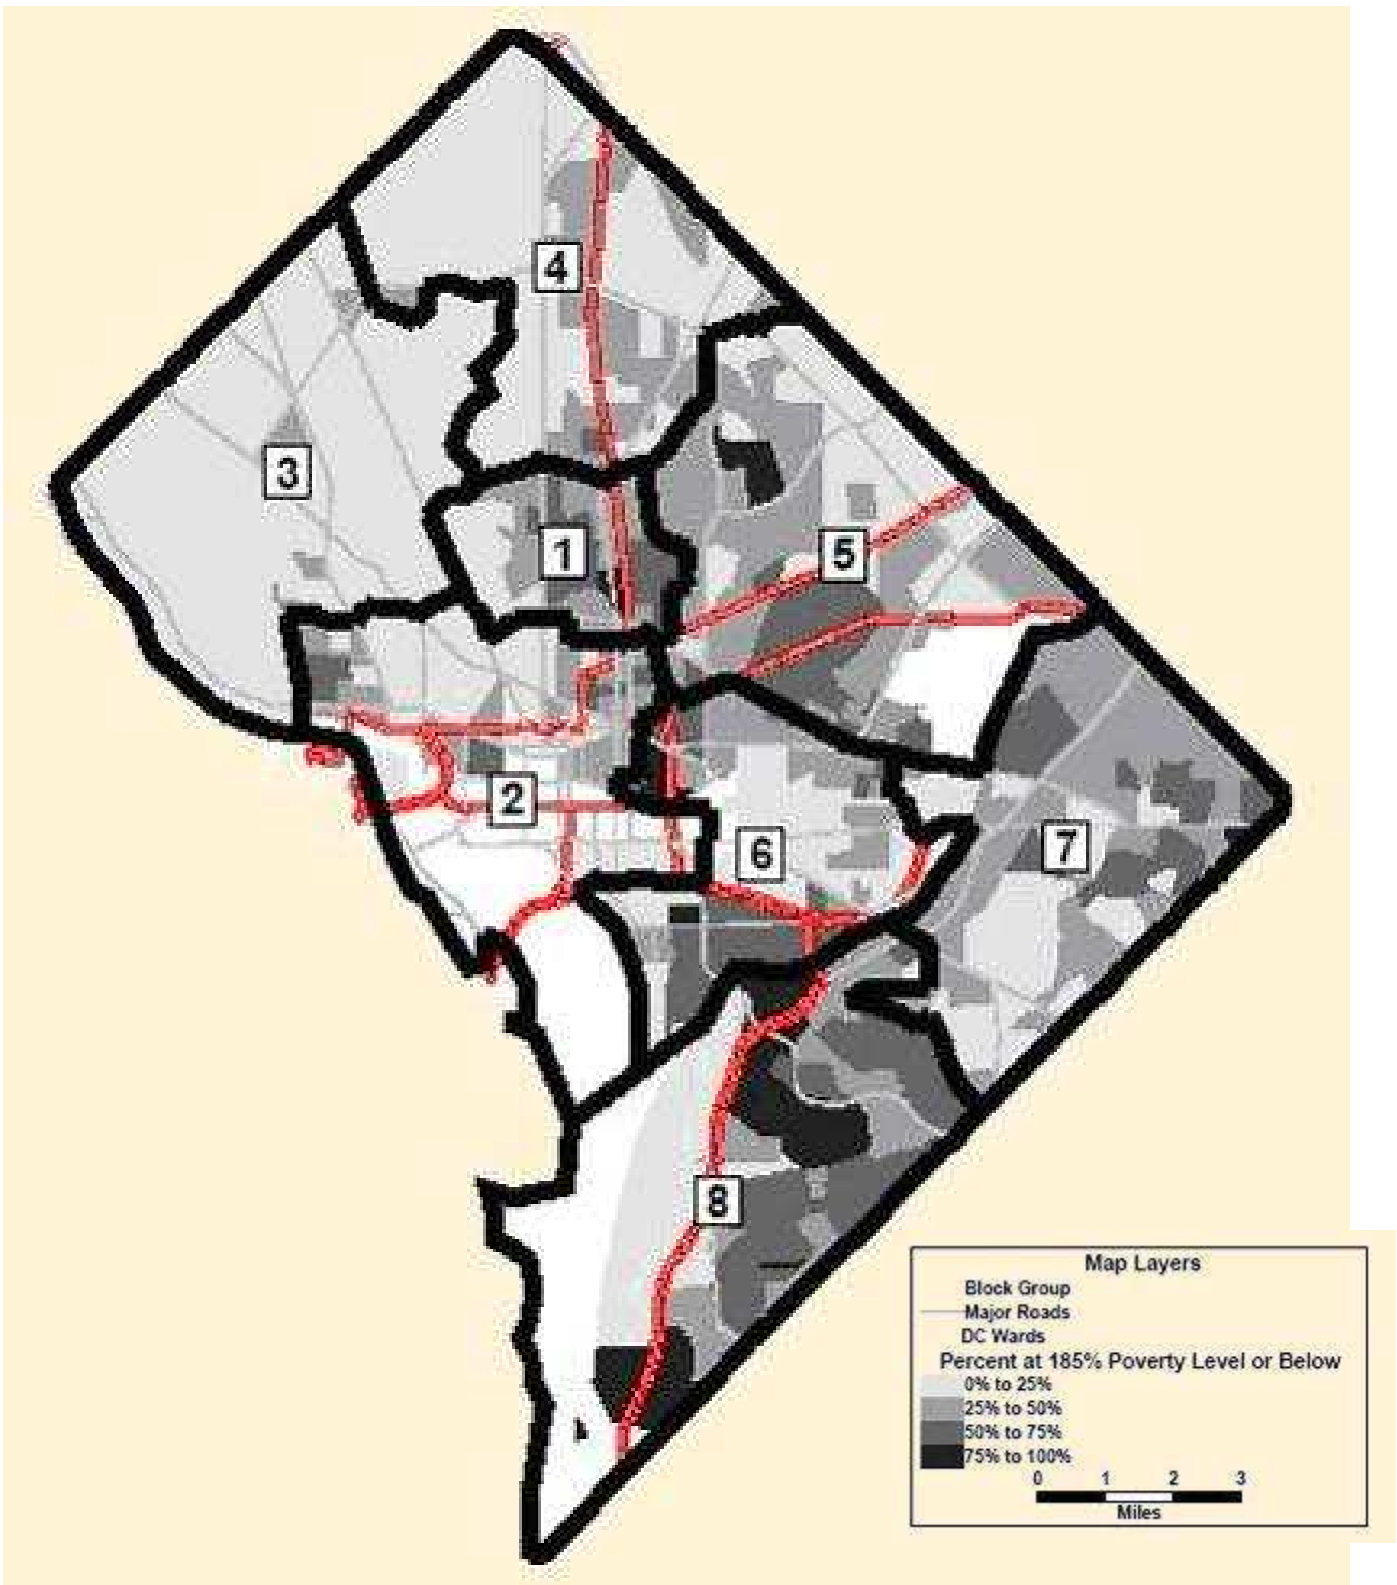 4
3
1
5
2
6
7
8
Map Layers
Block Group
Major Roads
DC Wards
Percent at 185% Poverty Level or Below
0% to 25%
25% to 50%
50% to 75%
75% to 100%
0 1 2 3
Miles